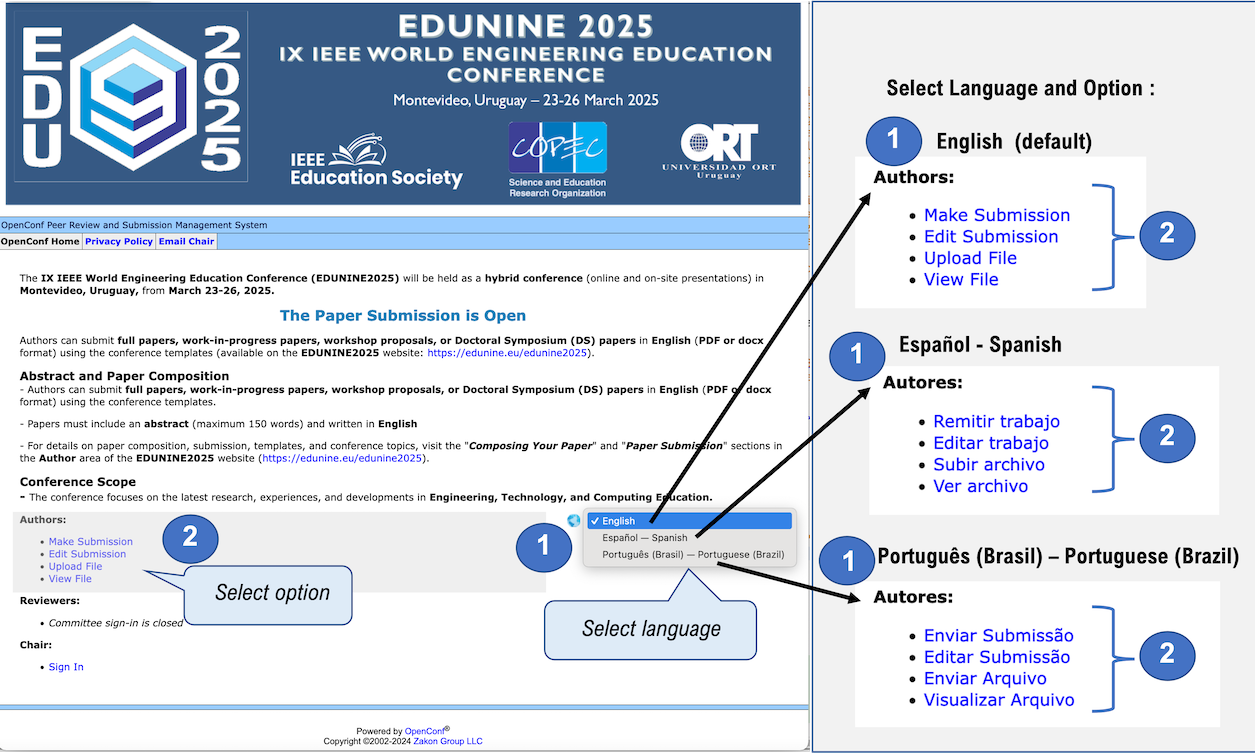 EDU
2025
EDUNINE 2025
IX IEEE WORLD ENGINEERING EDUCATION
CONFERENCE
Montevideo, Uruguay – 23-26 March 2025
IEEE
Education Society
COPEC
Science and Education
Research Organization
ORT
UNIVERSIDAD ORT
Uruguay
OpenConf Peer Review and Submission Management System
OpenConf Home Privacy Policy Email Chair
The IX IEEE World Engineering Education Conference (EDUNINE2025) will be held as a hybrid conference (online and on-site presentations) in
Montevideo, Uruguay, from March 23-26, 2025.
The Paper Submission is Open
Authors can submit full papers, work-in-progress papers, workshop proposals, or Doctoral Symposium (DS) papers in English (PDF or docx
format) using the conference templates (available on the EDUNINE2025 website: https://edunine.eu/edunine2025).
Abstract and Paper Composition
- Authors can submit full papers, work-in-progress papers, workshop proposals, or Doctoral Symposium (DS) papers in English (PDF or docx
format) using the conference templates.
- Papers must include an abstract (maximum 150 words) and written in English
- For details on paper composition, submission, templates, and conference topics, visit the "Composing Your Paper" and "Paper Submission" sections in
the Author area of the EDUNINE2025 website (https://edunine.eu/edunine2025).
Conference Scope
- The conference focuses on the latest research, experiences, and developments in Engineering, Technology, and Computing Education.
Authors:
• Make Submission
• Edit Submission
• Upload File
• View File
2
Select option
1
✓ English
Español — Spanish
Português (Brasil) — Portuguese (Brazil)
Select language
Reviewers:
• Committee sign-in is closed
Chair:
• Sign In
Powered by OpenConf®
Copyright ©2002-2024 Zakon Group LLC
Select Language and Option :
1
English (default)
Authors:
• Make Submission
• Edit Submission
• Upload File
• View File
2
1
Español - Spanish
Autores:
• Remitir trabajo
• Editar trabajo
• Subir archivo
• Ver archivo
2
1
Português (Brasil) – Portuguese (Brazil)
Autores:
• Enviar Submissão
• Editar Submissão
• Enviar Arquivo
• Visualizar Arquivo
2